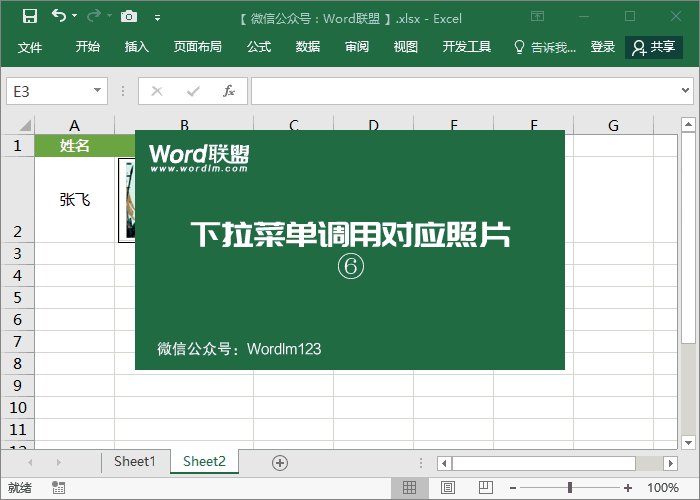 【 微信公众号：Word联盟 】.xlsx - Excel
文件 开始 插入 页面布局 公式 数据 审阅 视图 开发工具 告诉我... 登录 共享
E3 fx
A B C D E F G
1 姓名
Word联盟
www.wordlm.com
张飞
2
下拉菜单调用对应照片
3
⑥
4
5
6
7
微信公众号：Wordlm123
8
9
10
11
Sheet1 Sheet2
就绪 100%